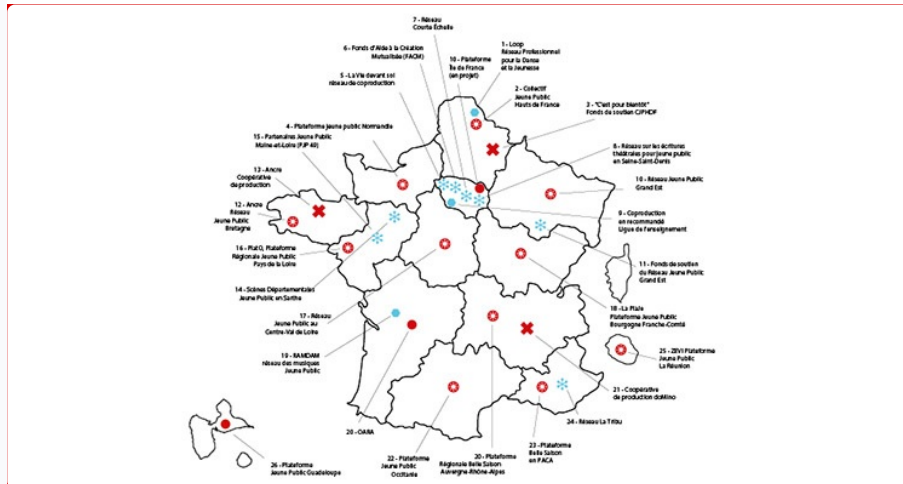 7 - Réseau
Courte Échelle
6 - Fonds d'Aide à la Création
Mutualisée (FACM)
10 - Plateforme
Île de France
(en projet)
1 - Loop
Réseau Professionnel
pour la Danse
et la Jeunesse
5 - La Vie devant soi
réseau de coproduction
2 - Collectif
Jeune Public
Hauts de France
3 - "C'est pour bientôt"
Fonds de soutien CJPHDF
4 - Plateforme jeune public Normandie
15 - Partenaires Jeune Public
Maine-et-Loire (PJP 49)
8 - Réseau sur les écritures
théâtrales pour jeune public
en Seine-Saint-Denis
13 - Ancre
Coopérative
de production
10 - Réseau Jeune Public
Grand Est
12 - Ancre
Réseau
Jeune Public
Bretagne
9 - Coproduction
en recommandé
Ligue de l'enseignement
16 - PlatO, Plateforme
Régionale Jeune Public
Pays de la Loire
11 - Fonds de soutien
du Réseau Jeune Public
Grand Est
14 - Scènes Départementales
Jeune Public en Sarthe
17 - Réseau
Jeune Public au
Centre-Val de Loire
18 - La Plaje
Plateforme Jeune Public
Bourgogne Franche-Comté
19 - RAMDAM
réseau des musiques
Jeune Public
25 - ZEVI Plateforme
Jeune Public
La Réunion
21 - Coopérative
de production doMino
24 - Réseau La Tribu
20 - OARA
22 - Plateforme
Jeune Public
Occitanie
20 - Plateforme
Régionale Belle Saison
Auvergne-Rhône-Alpes
23 - Plateforme
Belle Saison
en PACA
26 - Plateforme
Jeune Public Guadeloupe